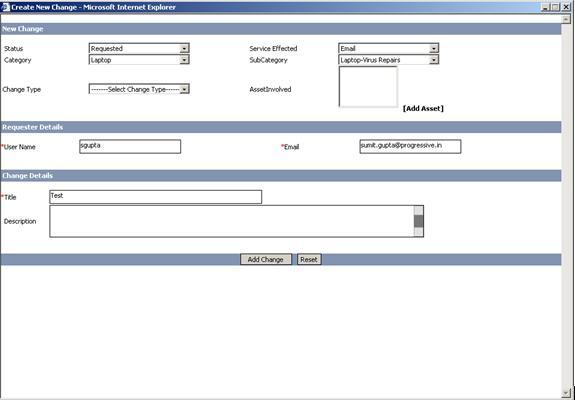 Create New Change - Microsoft Internet Explorer
New Change
Status Requested Service Effected Email
Category Laptop SubCategory Laptop-Virus Repairs
Change Type -------Select Change Type------ AssetInvolved
[Add Asset]
Requester Details
*User Name sgupta *Email sumit.gupta@progressive.in
Change Details
*Title Test
Description
Add Change Reset